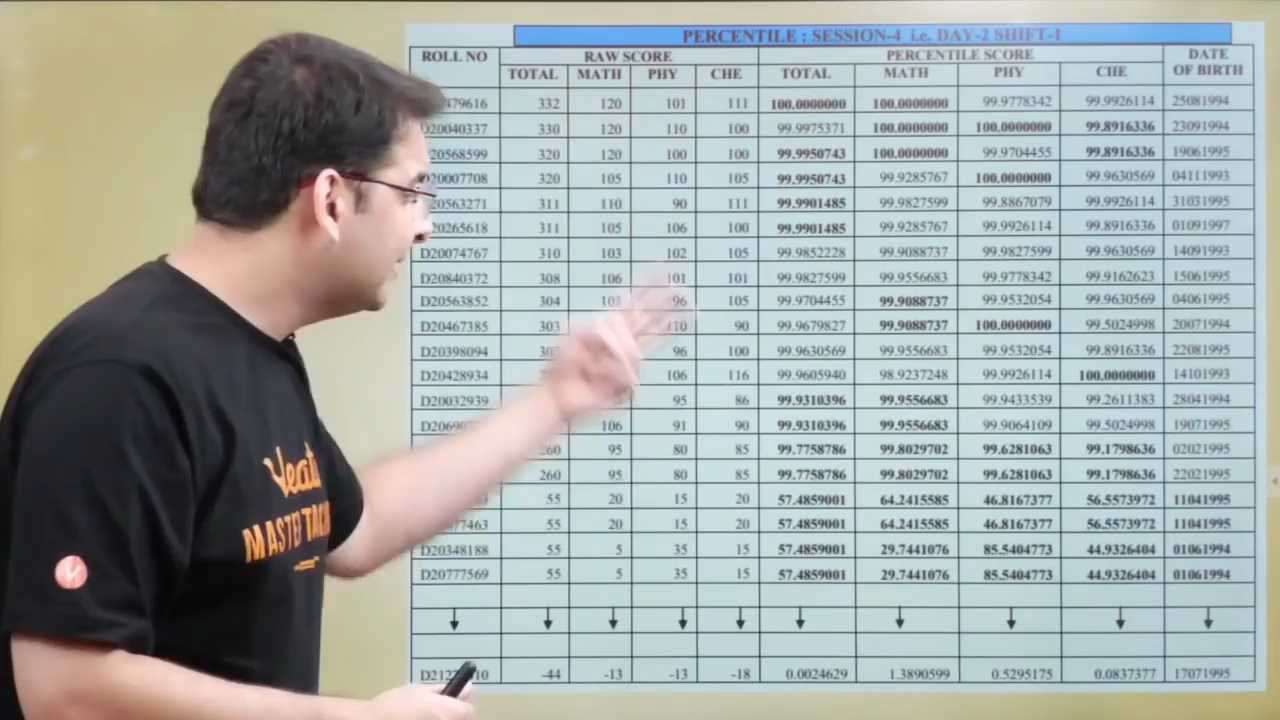 PERCENTILE : SESSION-4 i.e. DAY-2 SHIFT-1
ROLL NO RAW SCORE PERCENTILE SCORE DATE OF BIRTH
TOTAL MATH PHY CHE TOTAL MATH PHY CHE
479616 332 120 101 111 100.0000000 100.0000000 99.9778342 99.9926114 25081994
D20040337 330 120 110 100 99.9975371 100.0000000 100.0000000 99.8916336 23091994
20568599 320 120 100 100 99.9950743 100.0000000 99.9704455 99.8916336 19061995
20007708 320 105 110 105 99.9950743 99.9285767 100.0000000 99.9630569 04111993
20563271 311 110 90 111 99.9901485 99.9827599 99.8867079 99.9926114 31031995
20265618 311 105 106 100 99.9901485 99.9285767 99.9926114 99.8916336 01091997
D20074767 310 103 102 105 99.9852228 99.9088737 99.9827599 99.9630569 14091993
D20840372 308 106 101 101 99.9827599 99.9556683 99.9778342 99.9162623 15061995
D20563852 304 96 105 99.9704455 99.9088737 99.9532054 99.9630569 04061995
D20467385 303 110 90 99.9679827 99.9088737 100.0000000 99.5024998 20071994
D20398094 96 100 99.9630569 99.9556683 99.9532054 99.8916336 22081995
D20428934 106 116 99.9605940 98.9237248 99.9926114 100.0000000 14101993
D20032939 95 86 99.9310396 99.9556683 99.9433539 99.2611383 28041994
106 91 90 99.9310396 99.9556683 99.9064109 99.5024998 19071995
260 95 80 85 99.7758786 99.8029702 99.6281063 99.1798636 02021995
260 95 80 85 99.7758786 99.8029702 99.6281063 99.1798636 22021995
55 20 15 20 57.4859001 64.2415585 46.8167377 56.5573972 11041995
77463 55 20 15 20 57.4859001 64.2415585 46.8167377 56.5573972 11041995
D20348188 55 5 35 15 57.4859001 29.7441076 85.5404773 44.9326404 01061994
D20777569 55 5 35 15 57.4859001 29.7441076 85.5404773 44.9326404 01061994
-44 -13 -13 -18 0.0024629 1.3890599 0.5295175 0.0837377 17071995
MASTER